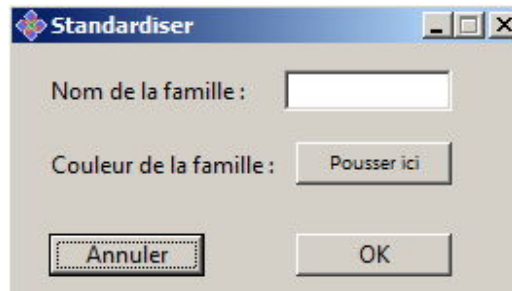 Standardiser
Nom de la famille :
Couleur de la famille : Pousser ici
Annuler OK